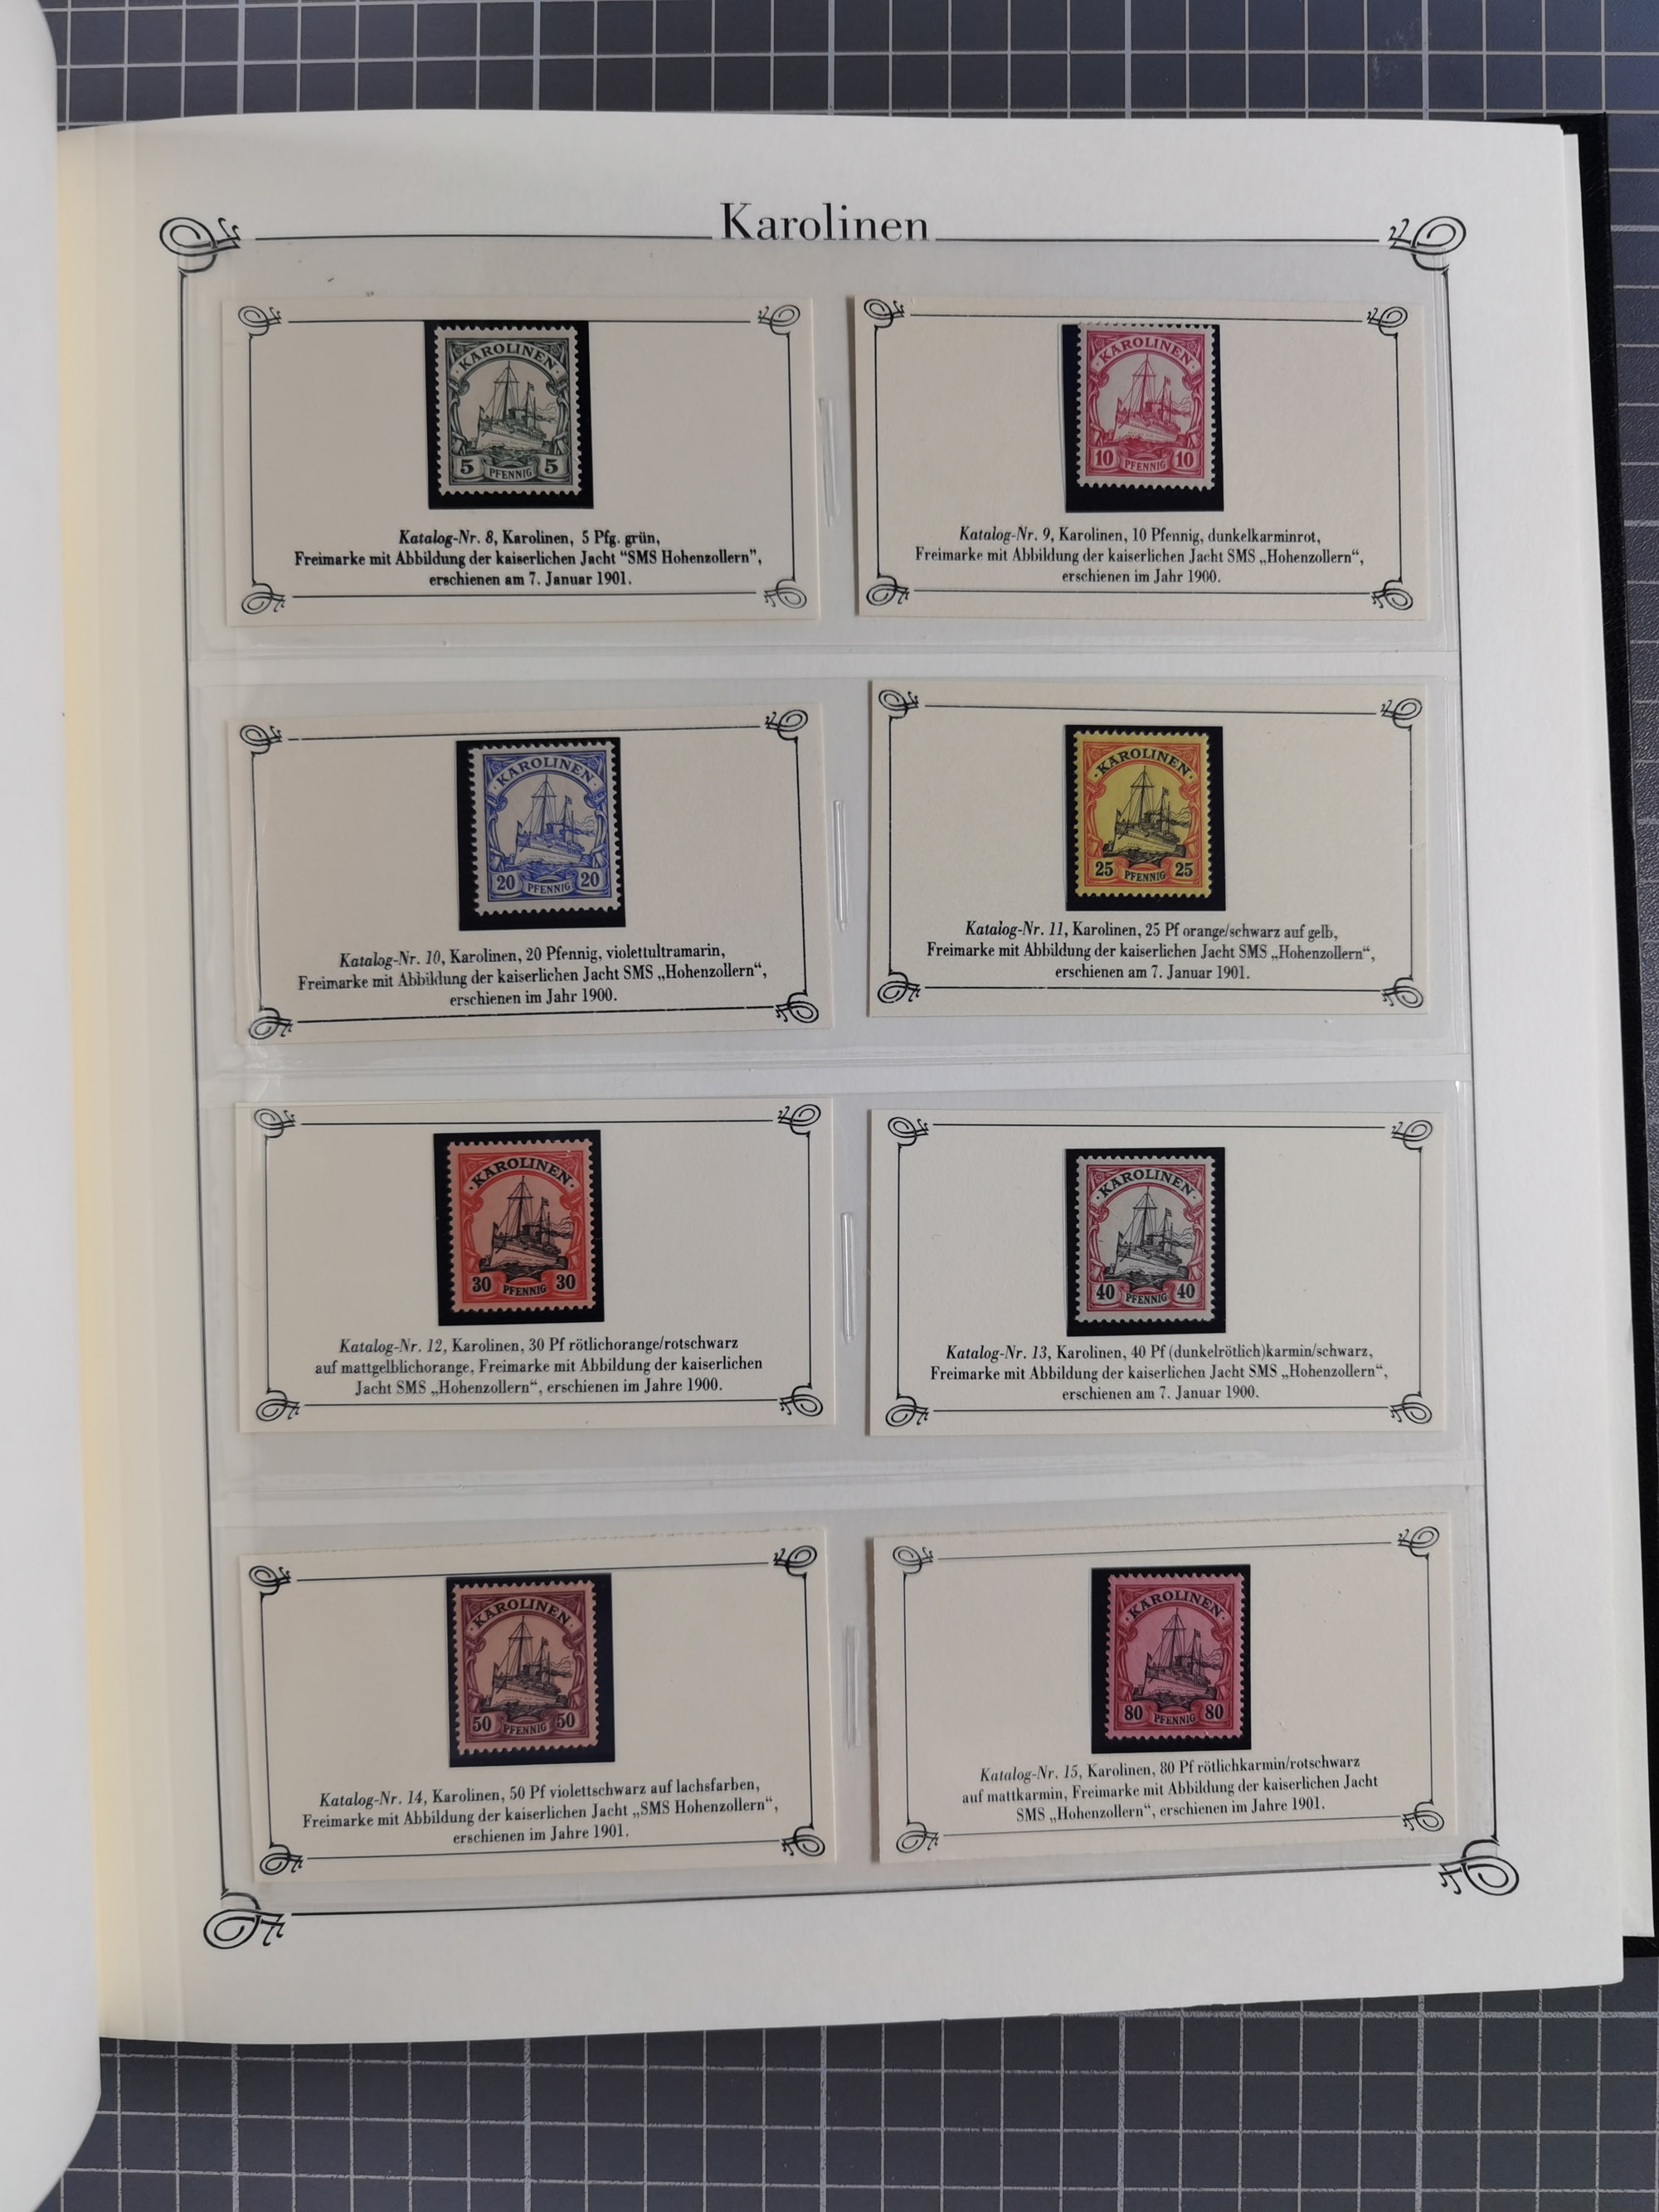 Karolinen
KAROLINEN
5 PFENNIG 5
Katalog-Nr. 8, Karolinen, 5 Pfg. grün,
Freimarke mit Abbildung der kaiserlichen Jacht “SMS Hohenzollern”,
erschienen am 7. Januar 1901.
KAROLINEN
10 PFENNIG 10
Katalog-Nr. 9, Karolinen, 10 Pfennig, dunkelkarminrot,
Freimarke mit Abbildung der kaiserlichen Jacht SMS „Hohenzollern“,
erschienen im Jahr 1900.
KAROLINEN
20 PFENNIG 20
Katalog-Nr. 10, Karolinen, 20 Pfennig, violettultramarin,
Freimarke mit Abbildung der kaiserlichen Jacht SMS „Hohenzollern“,
erschienen im Jahr 1900.
KAROLINEN
25 PFENNIG 25
Katalog-Nr. 11, Karolinen, 25 Pf orange/schwarz auf gelb,
Freimarke mit Abbildung der kaiserlichen Jacht SMS „Hohenzollern“,
erschienen am 7. Januar 1901.
KAROLINEN
30 PFENNIG 30
Katalog-Nr. 12, Karolinen, 30 Pf rötlichorange/rotschwarz
auf mattgelblichorange, Freimarke mit Abbildung der kaiserlichen
Jacht SMS „Hohenzollern“, erschienen im Jahre 1900.
KAROLINEN
40 PFENNIG 40
Katalog-Nr. 13, Karolinen, 40 Pf (dunkelrötlich)karmin/schwarz,
Freimarke mit Abbildung der kaiserlichen Jacht SMS „Hohenzollern“,
erschienen am 7. Januar 1900.
KAROLINEN
50 PFENNIG 50
Katalog-Nr. 14, Karolinen, 50 Pf violettschwarz auf lachsfarben,
Freimarke mit Abbildung der kaiserlichen Jacht „SMS Hohenzollern“,
erschienen im Jahre 1901.
KAROLINEN
80 PFENNIG 80
Katalog-Nr. 15, Karolinen, 80 Pf rötlichkarmin/rotschwarz
auf mattkarmin, Freimarke mit Abbildung der kaiserlichen Jacht
SMS „Hohenzollern“, erschienen im Jahre 1901.